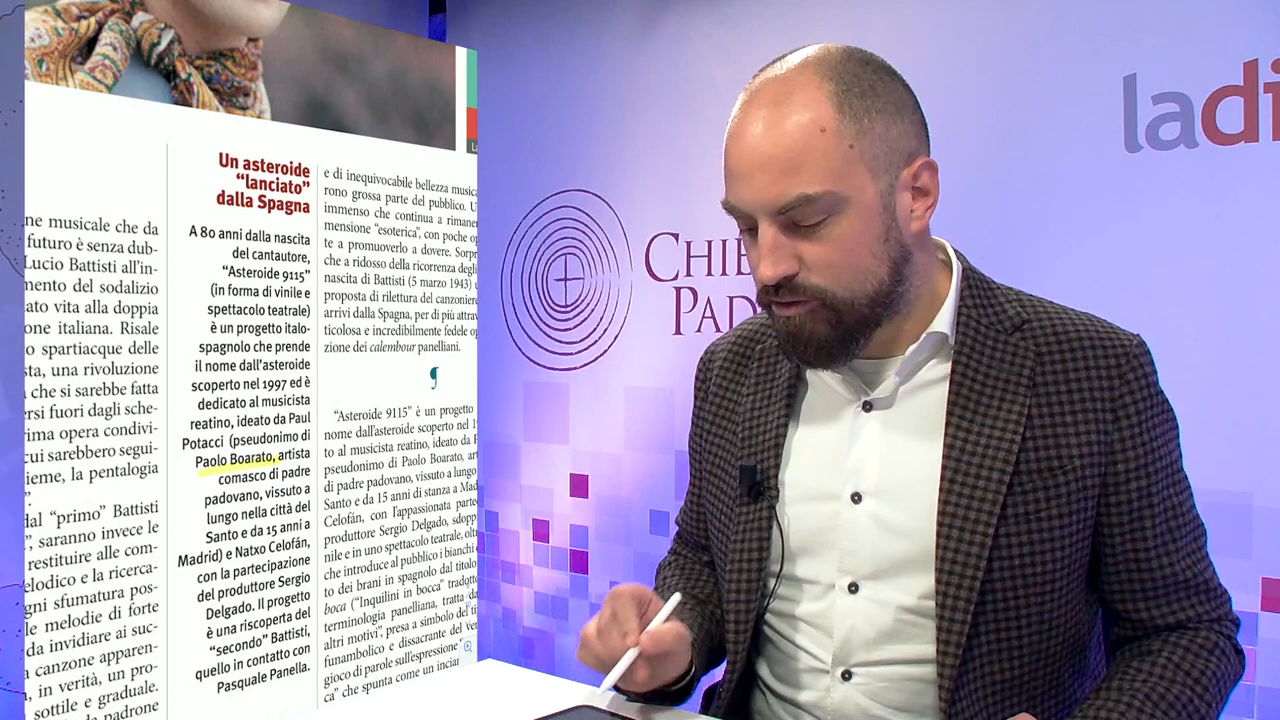 ne musicale che da
futuro è senza dub-
Lucio Battisti all'in-
mento del sodalizio
ato vita alla doppia
one italiana. Risale
o spartiacque delle
sta, una rivoluzione
che si sarebbe fatta
rsi fuori dagli sche-
ima opera condivi-
cui sarebbero segui-
ieme, la pentalogia
”.
dal “primo” Battisti
”, saranno invece le
restituire alle com-
elodico e la ricerca-
gni sfumatura pos-
le melodie di forte
da invidiare ai suc-
a canzone apparen-
, in verità, un pro-
sottile e graduale.
padrone
Un asteroide
“lanciato”
dalla Spagna
A 80 anni dalla nascita
del cantautore,
“Asteroide 9115”
(in forma di vinile e
spettacolo teatrale)
è un progetto italo-
spagnolo che prende
il nome dall'asteroide
scoperto nel 1997 ed è
dedicato al musicista
reatino, ideato da Paul
Potacci (pseudonimo di
Paolo Boarato, artista
comasco di padre
padovano, vissuto a
lungo nella città del
Santo e da 15 anni a
Madrid) e Natxo Celofán,
con la partecipazione
del produttore Sergio
Delgado. Il progetto
è una riscoperta del
“secondo” Battisti,
quello in contatto con
Pasquale Panella.
e di inequivocabile bellezza musica
rono grossa parte del pubblico. U
immenso che continua a rimaner
mensione “esoterica”, con poche op
te a promuoverlo a dovere. Sorpr
che a ridosso della ricorrenza degli
nascita di Battisti (5 marzo 1943) u
proposta di rilettura del canzoniere
arrivi dalla Spagna, per di più attrav
ticolosa e incredibilmente fedele op
zione dei calembour panelliani.
¶
“Asteroide 9115” è un progetto
nome dall'asteroide scoperto nel 1
to al musicista reatino, ideato da P
pseudonimo di Paolo Boarato, art
di padre padovano, vissuto a lungo
Santo e da 15 anni di stanza a Mad
Celofán, con l'appassionata parte
produttore Sergio Delgado, sdopp
nile e in uno spettacolo teatrale, olt
che introduce al pubblico i bianchi
to dei brani in spagnolo dal titolo
boca (“Inquilini in bocca” tradott
terminologia panelliana, tratta da
altri motivi”, presa a simbolo del
funambolico e dissacrante del
gioco di parole sull'espressione
ca” che spunta come un incia
CHIE
PAD
ladi